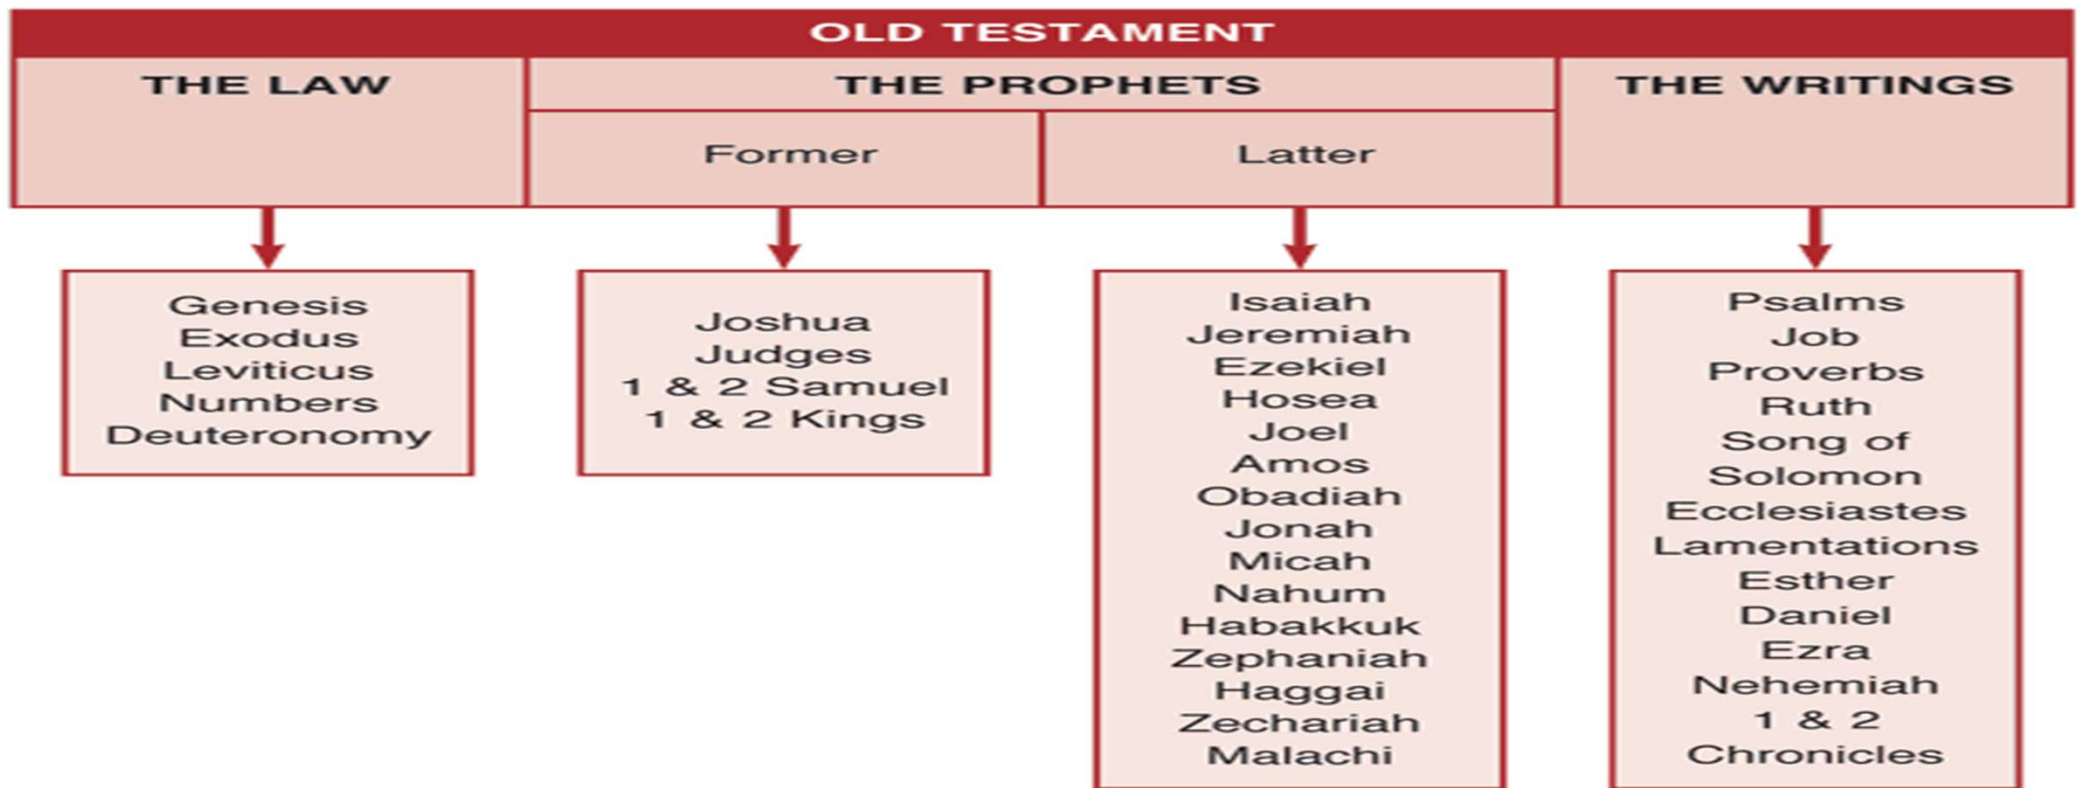 OLD TESTAMENT
THE LAW
THE PROPHETS
THE WRITINGS
Former
Latter
Genesis
Exodus
Leviticus
Numbers
Deuteronomy
Joshua
Judges
1 & 2 Samuel
1 & 2 Kings
Isaiah
Jeremiah
Ezekiel
Hosea
Joel
Amos
Obadiah
Jonah
Micah
Nahum
Habakkuk
Zephaniah
Haggai
Zechariah
Malachi
Psalms
Job
Proverbs
Ruth
Song of
Solomon
Ecclesiastes
Lamentations
Esther
Daniel
Ezra
Nehemiah
1 & 2
Chronicles